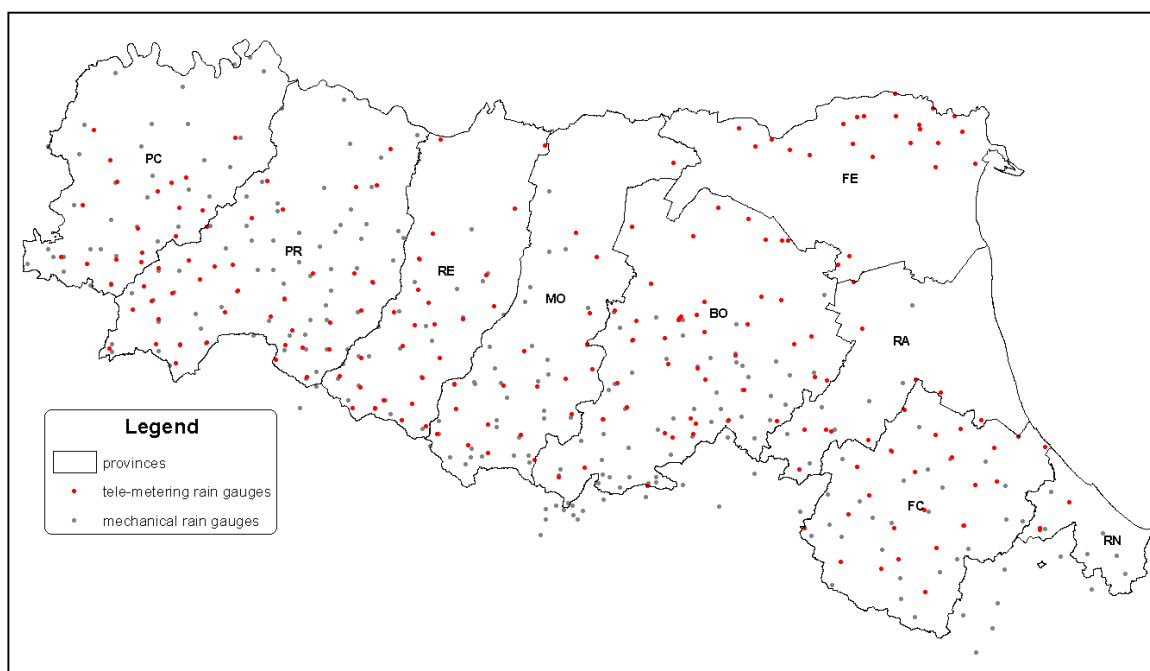 PC
FE
PR
RE
MO
BO
RA
FC
RN
Legend
provinces
tele-metering rain gauges
mechanical rain gauges